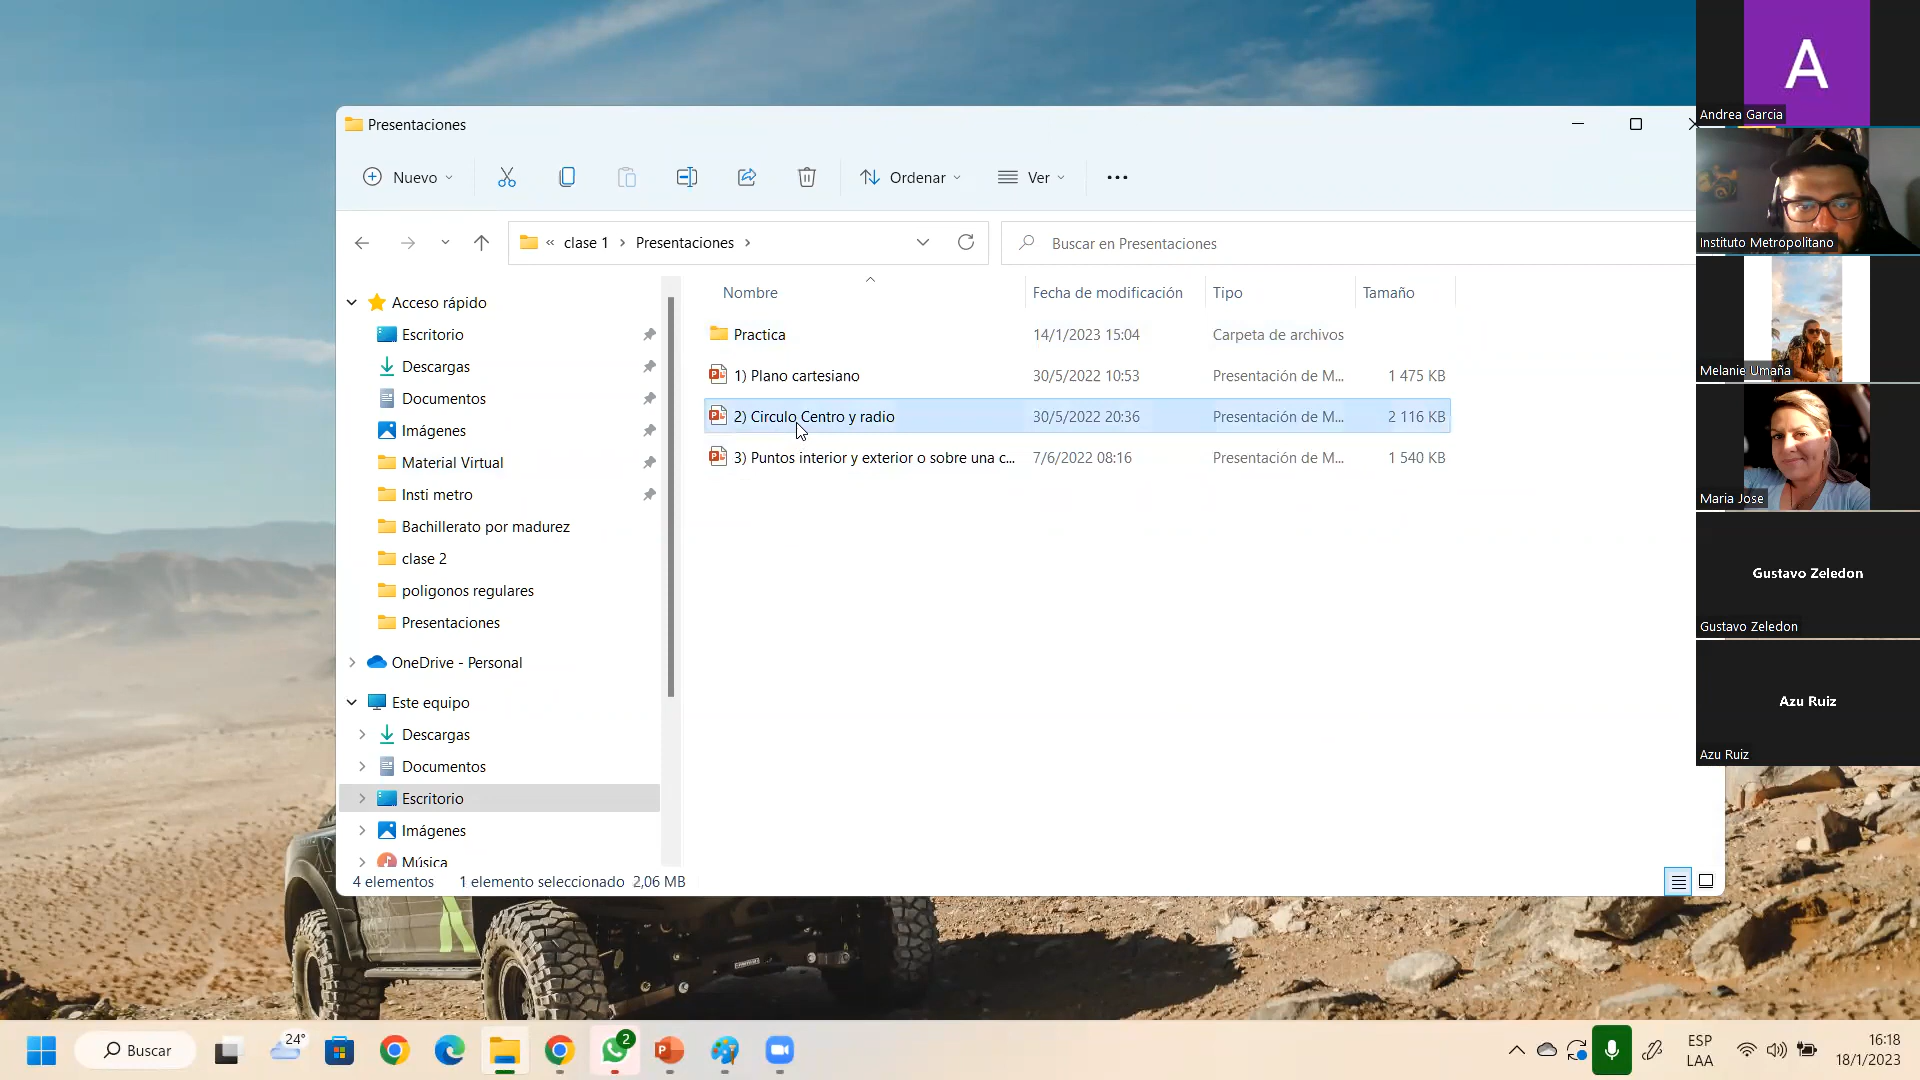 Presentaciones
Nuevo
Ordenar
Ver
« clase 1 > Presentaciones >
Buscar en Presentaciones
Nombre Fecha de modificación Tipo Tamaño
Practica 14/1/2023 15:04 Carpeta de archivos
1) Plano cartesiano 30/5/2022 10:53 Presentación de M... 1 475 KB
2) Circulo Centro y radio 30/5/2022 20:36 Presentación de M... 2 116 KB
3) Puntos interior y exterior o sobre una c... 7/6/2022 08:16 Presentación de M... 1 540 KB
Acceso rápido
Escritorio
Descargas
Documentos
Imágenes
Material Virtual
Insti metro
Bachillerato por madurez
clase 2
poligonos regulares
Presentaciones
OneDrive - Personal
Este equipo
Descargas
Documentos
Escritorio
Imágenes
Música
4 elementos 1 elemento seleccionado 2,06 MB
A
Andrea Garcia
Instituto Metropolitano
Melanie Umaña
Maria Jose
Gustavo Zeledon
Gustavo Zeledon
Azu Ruiz
Azu Ruiz
Buscar
24°
2
ESP
LAA
16:18
18/1/2023